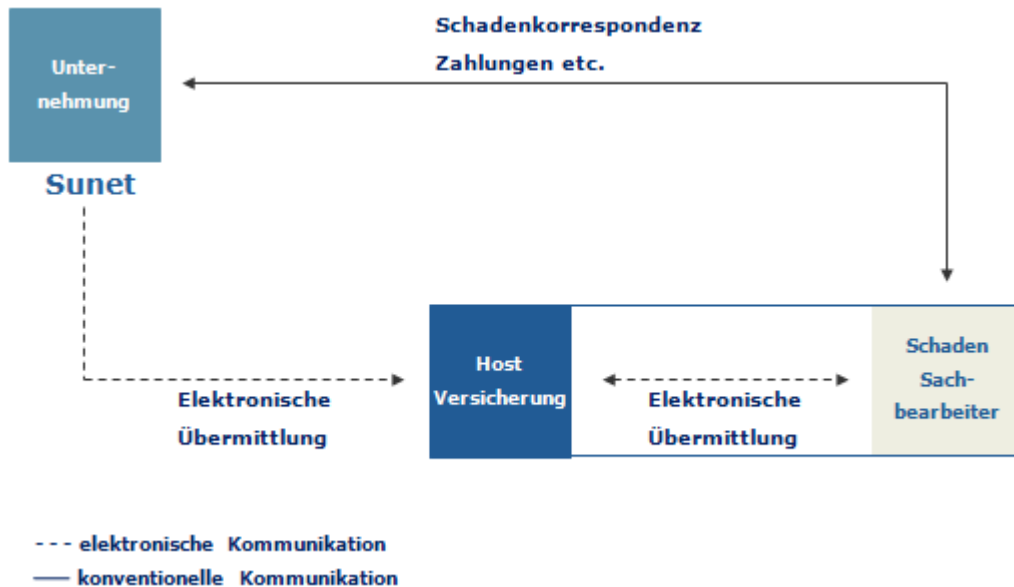 Schadenkorrespondenz
Zahlungen etc.
Unter-
nehmung
Sunet
Host
Versicherung
Schaden
Sach-
bearbeiter
Elektronische
Übermittlung
Elektronische
Übermittlung
--- elektronische Kommunikation
— konventionelle Kommunikation